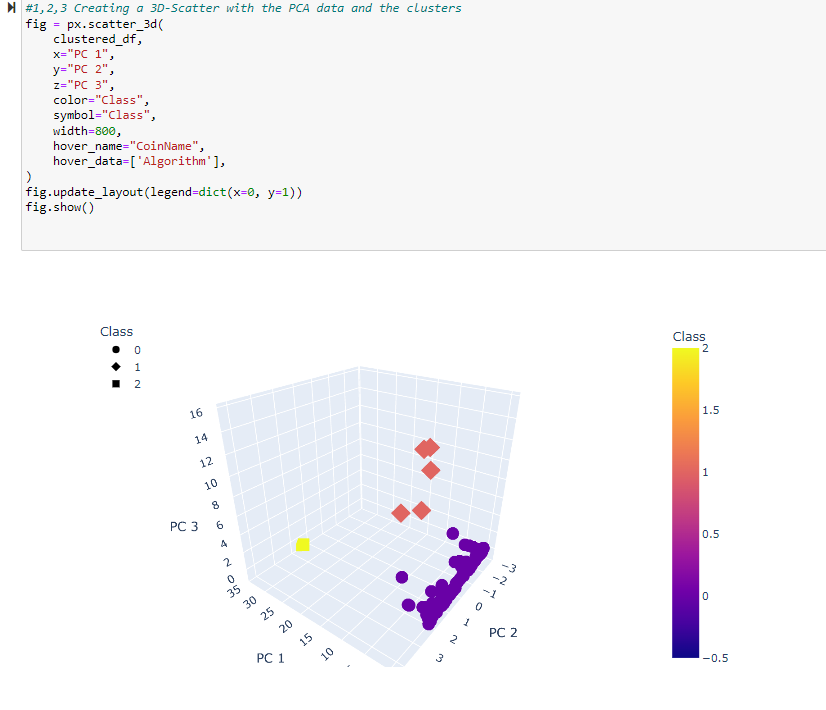 #1,2,3 Creating a 3D-Scatter with the PCA data and the clusters
fig = px.scatter_3d(
    clustered_df,
    x="PC 1",
    y="PC 2",
    z="PC 3",
    color="Class",
    symbol="Class",
    width=800,
    hover_name="CoinName",
    hover_data=['Algorithm'],
)
fig.update_layout(legend=dict(x=0, y=1))
fig.show()
Class
0
1
2
Class
2
1.5
1
0.5
0
−0.5
16
14
12
10
8
6
4
2
0
PC 3
35
30
25
20
15
10
PC 1
−3
−2
−1
0
1
2
3
PC 2